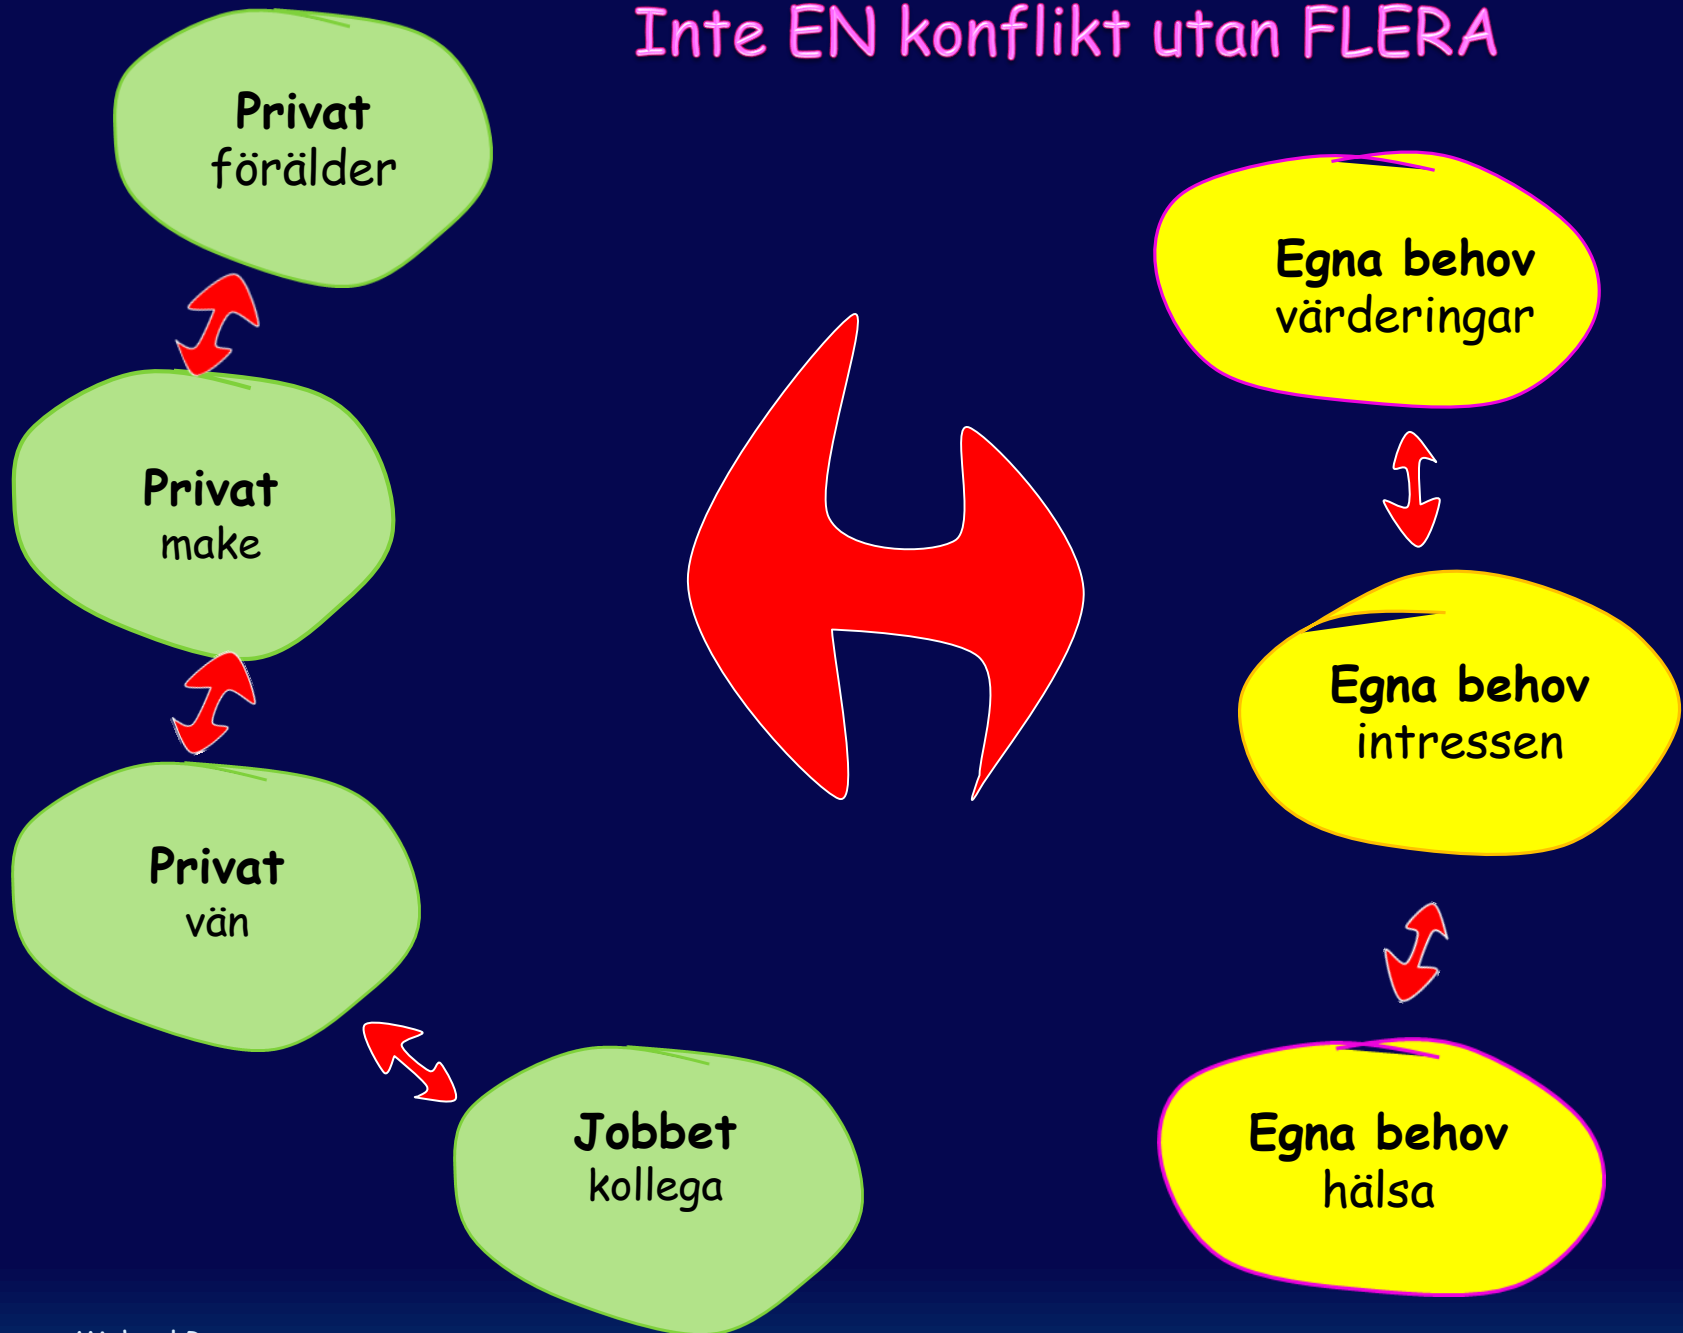 Inte EN konflikt utan FLERA
Privat
förälder
Privat
make
Privat
vän
Jobbet
kollega
Egna behov
värderingar
Egna behov
intressen
Egna behov
hälsa